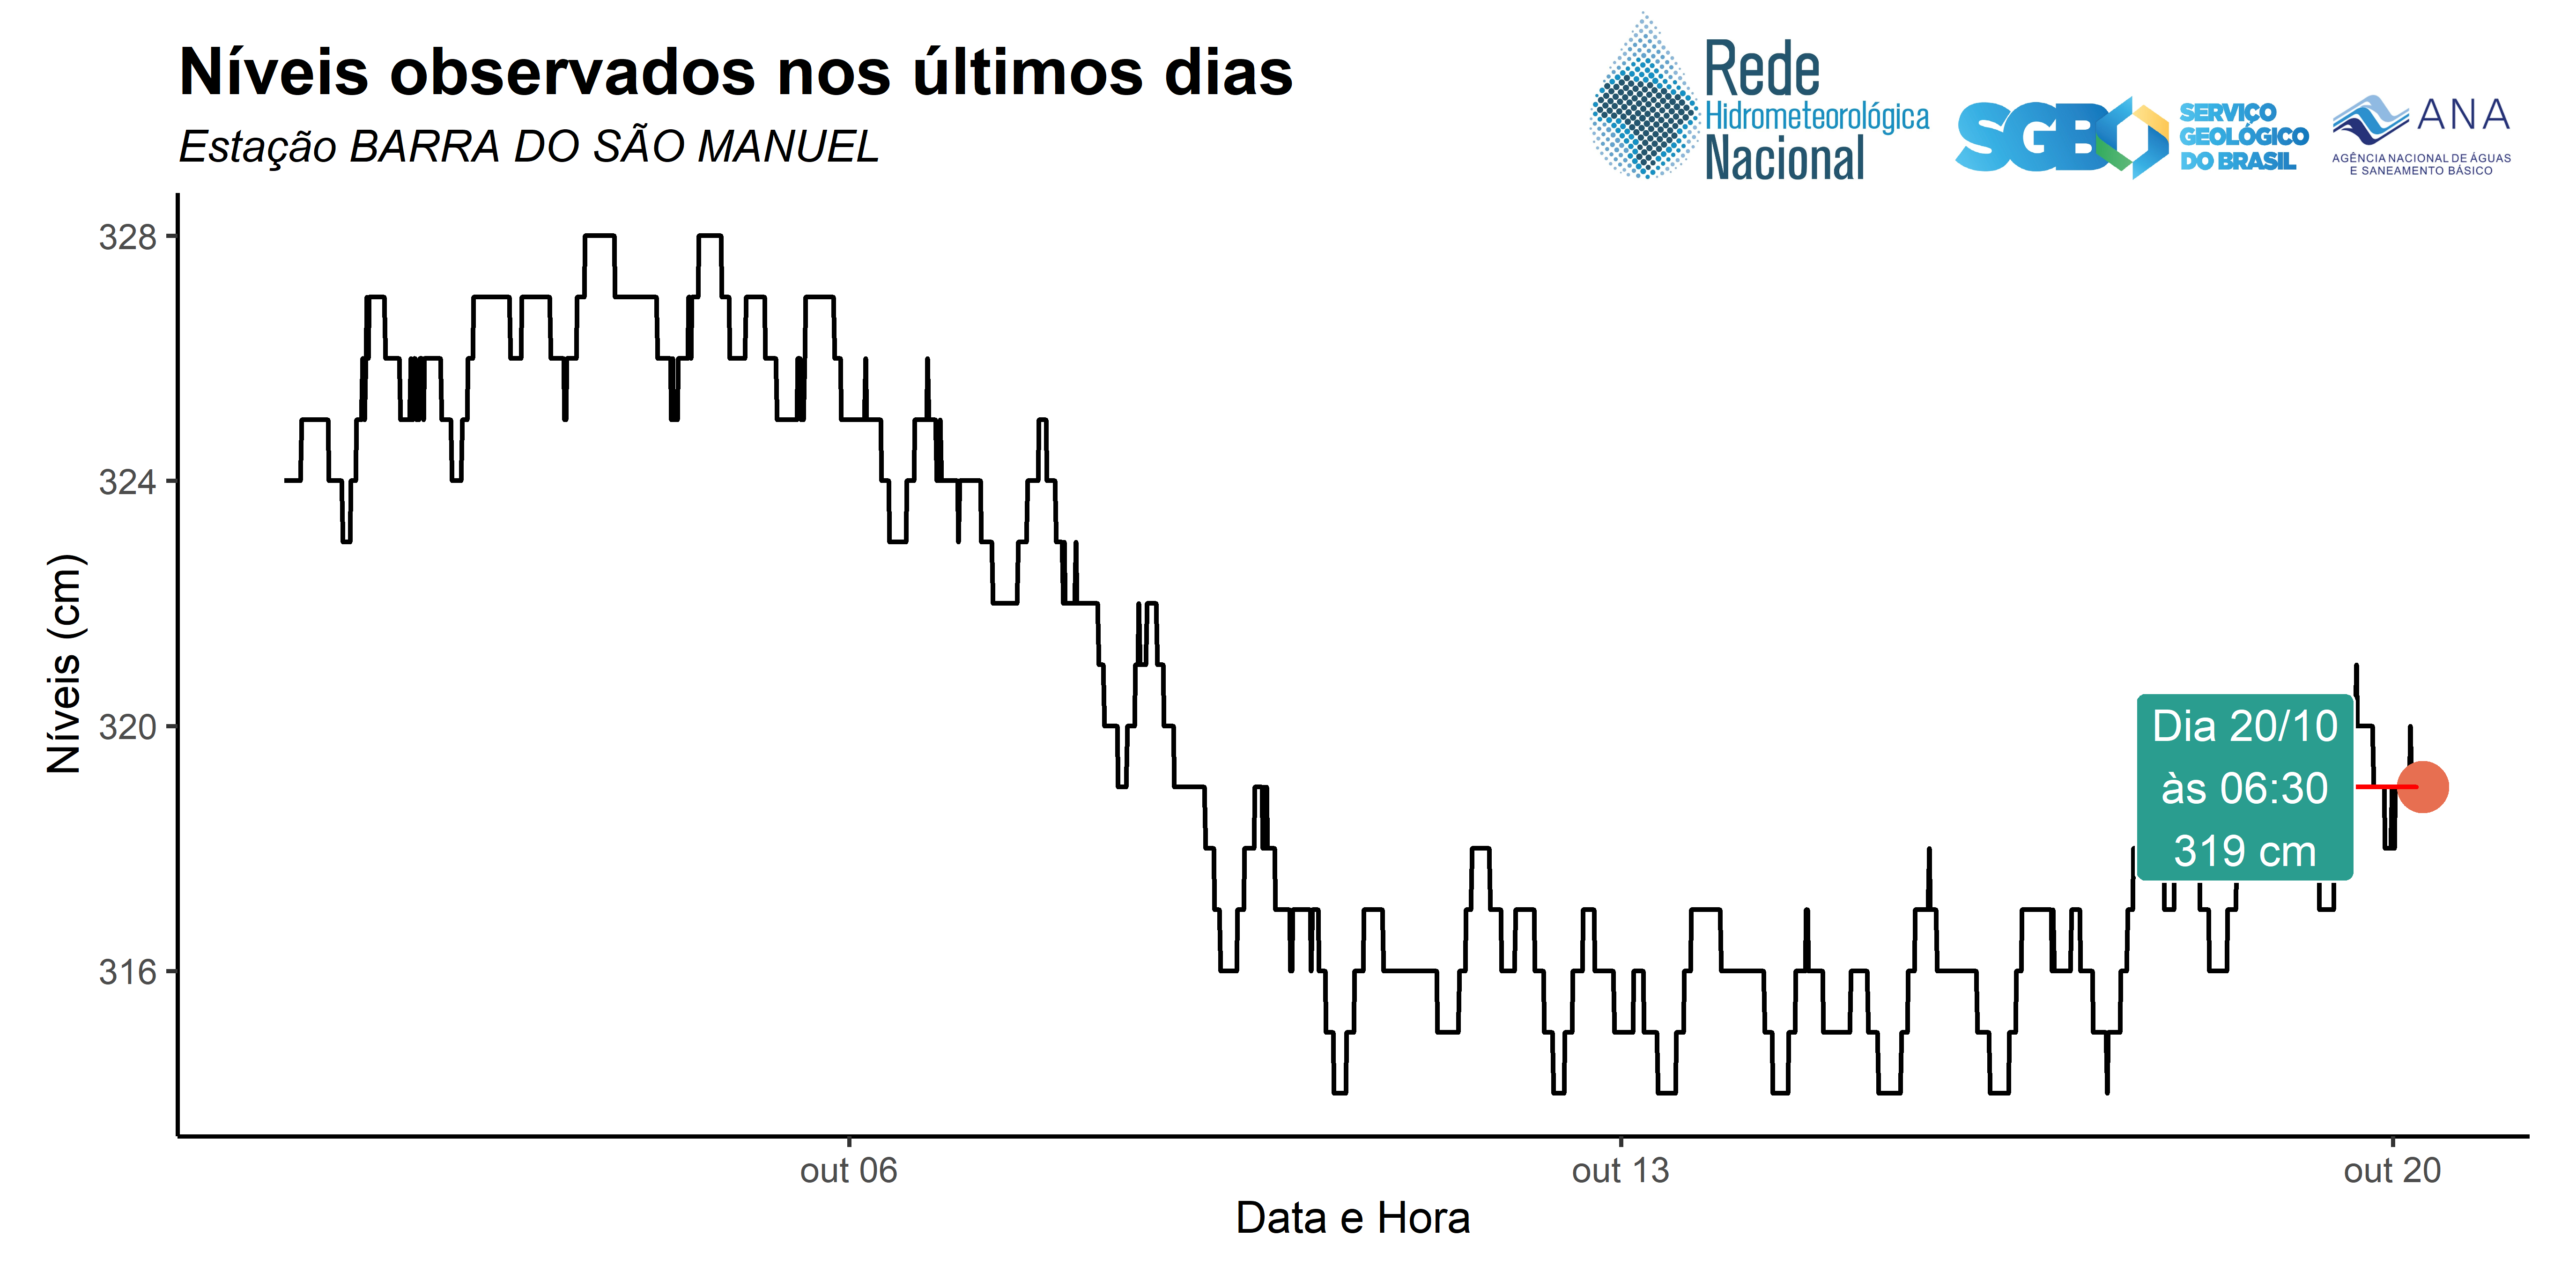 Níveis observados nos últimos dias
Estação BARRA DO SÃO MANUEL
Rede
Hidrometeorológica
Nacional
SGB
SERVIÇO
GEOLÓGICO
DO BRASIL
ANA
AGÊNCIA NACIONAL DE ÁGUAS
E SANEAMENTO BÁSICO
Níveis (cm)
328
324
320
316
Dia 20/10
às 06:30
319 cm
out 06
out 13
out 20
Data e Hora